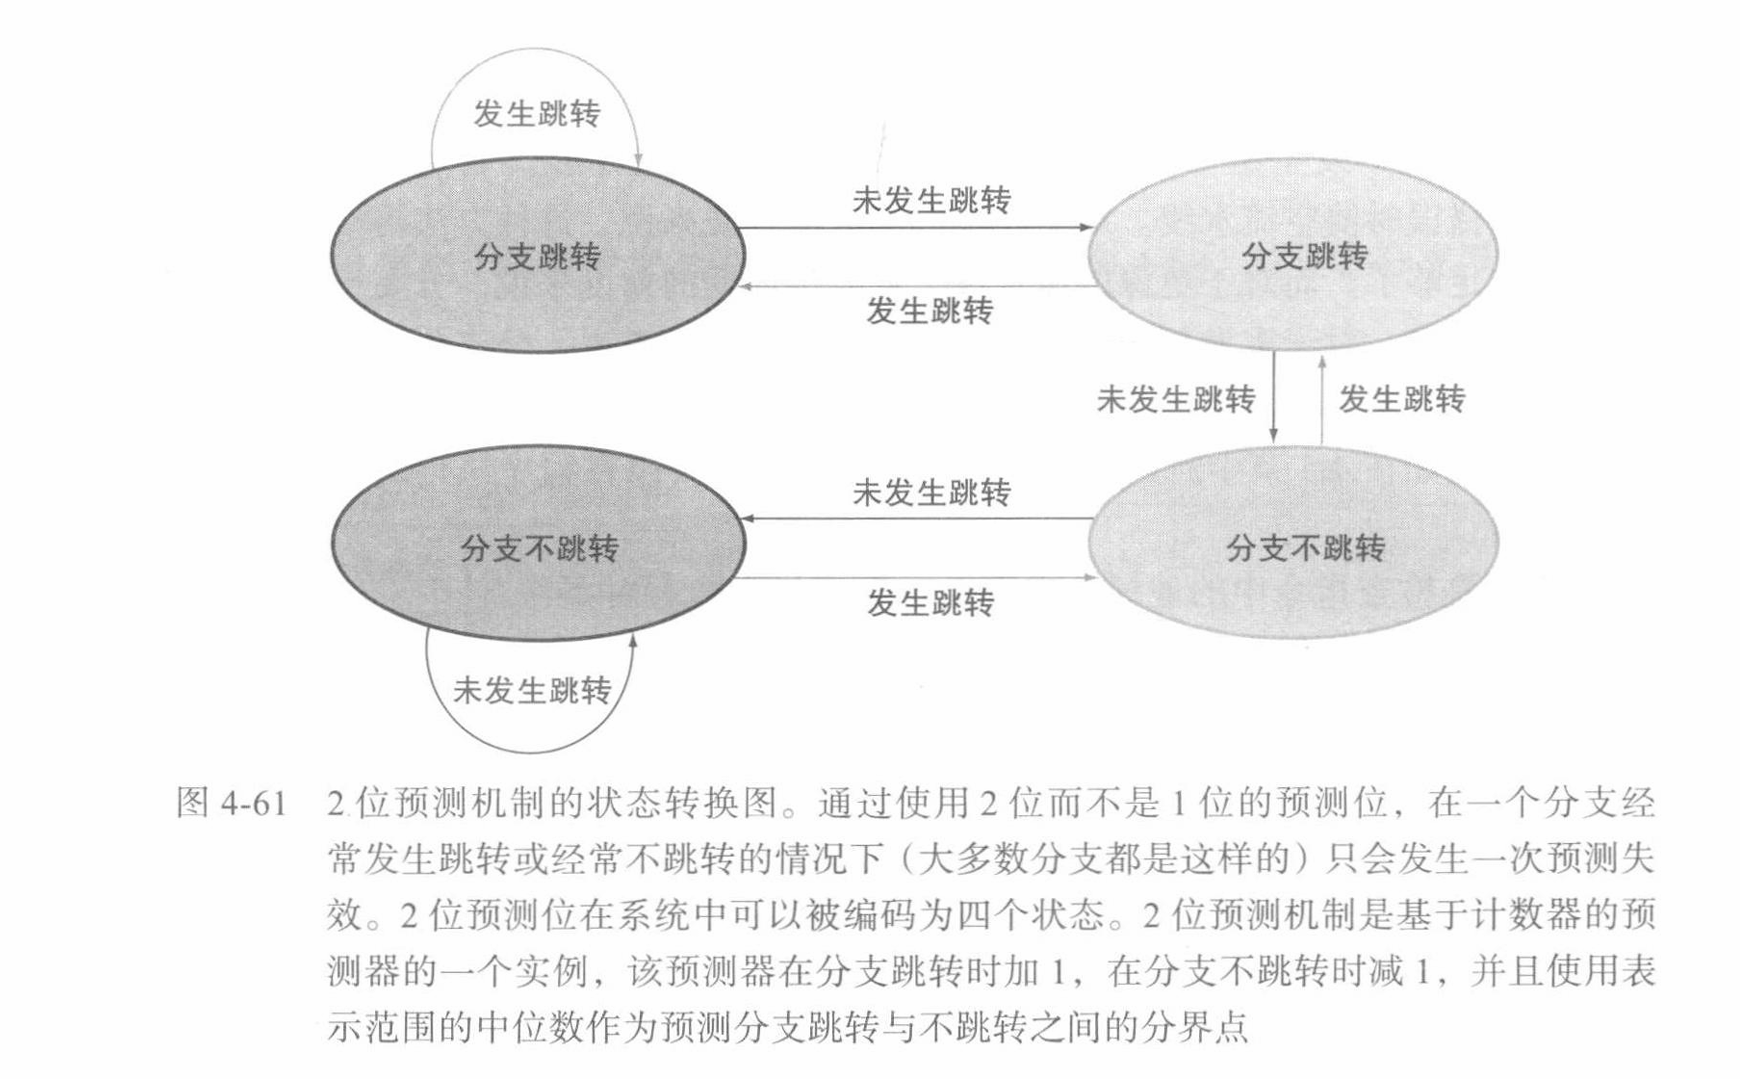 发生跳转
未发生跳转
分支跳转
分支跳转
发生跳转
未发生跳转
发生跳转
未发生跳转
分支不跳转
分支不跳转
发生跳转
未发生跳转
图 4-61 2 位预测机制的状态转换图。通过使用 2 位而不是 1 位的预测位，在一个分支经
常发生跳转或经常不跳转的情况下（大多数分支都是这样的）只会发生一次预测失
效。2 位预测位在系统中可以被编码为四个状态。2 位预测机制是基于计数器的预
测器的一个实例，该预测器在分支跳转时加 1，在分支不跳转时减 1，并且使用表
示范围的中位数作为预测分支跳转与不跳转之间的分界点